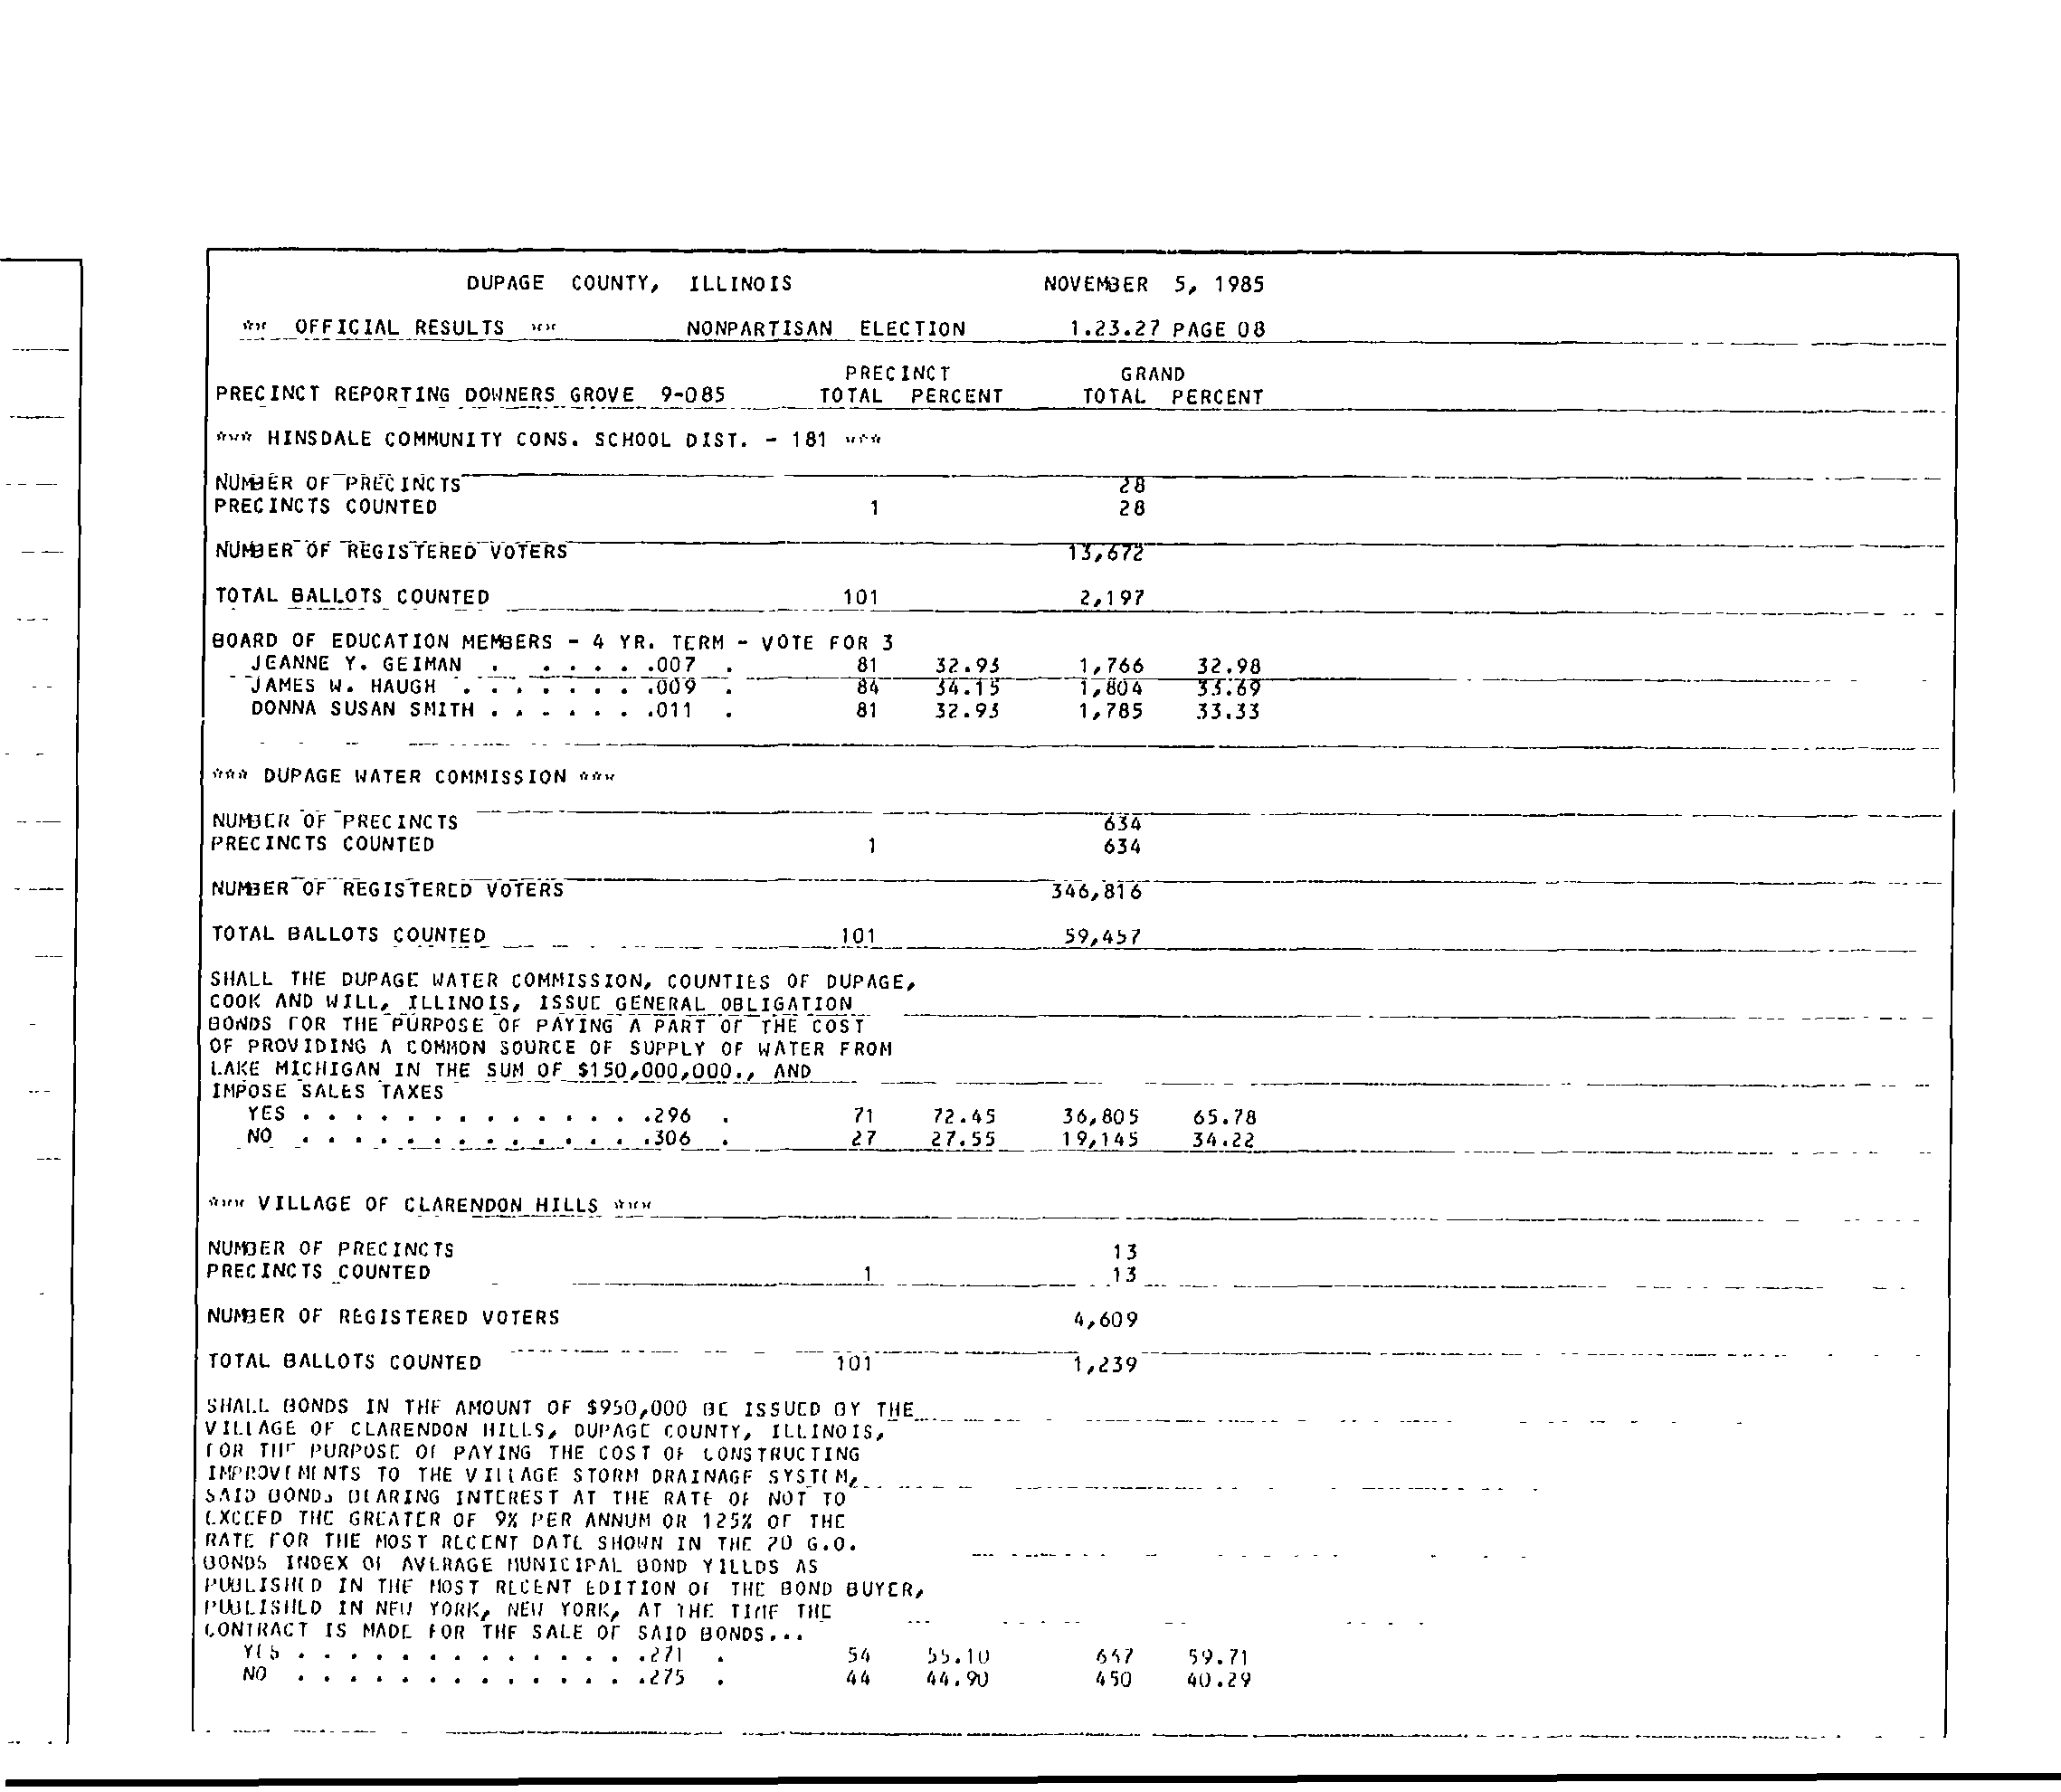 DUPAGE COUNTY, ILLINOIS NOVEMBER 5, 1985
** OFFICIAL RESULTS ** NONPARTISAN ELECTION 1.23.27 PAGE 08
PRECINCT GRAND
PRECINCT REPORTING DOWNERS GROVE 9-085 TOTAL PERCENT TOTAL PERCENT
*** HINSDALE COMMUNITY CONS. SCHOOL DIST. - 181 ***
NUMBER OF PRECINCTS 28
PRECINCTS COUNTED 1 28
NUMBER OF REGISTERED VOTERS 13,672
TOTAL BALLOTS COUNTED 101 2,197
BOARD OF EDUCATION MEMBERS - 4 YR. TERM - VOTE FOR 3
JEANNE Y. GEIMAN . . . . . .007 . 81 32.93 1,766 32.98
JAMES W. HAUGH . . . . . . . .009 . 84 34.15 1,804 33.69
DONNA SUSAN SMITH . . . . . . .011 . 81 32.93 1,785 33.33
*** DUPAGE WATER COMMISSION ***
NUMBER OF PRECINCTS 634
PRECINCTS COUNTED 1 634
NUMBER OF REGISTERED VOTERS 346,816
TOTAL BALLOTS COUNTED 101 59,457
SHALL THE DUPAGE WATER COMMISSION, COUNTIES OF DUPAGE,
COOK AND WILL, ILLINOIS, ISSUE GENERAL OBLIGATION
BONDS FOR THE PURPOSE OF PAYING A PART OF THE COST
OF PROVIDING A COMMON SOURCE OF SUPPLY OF WATER FROM
LAKE MICHIGAN IN THE SUM OF $150,000,000., AND
IMPOSE SALES TAXES
YES . . . . . . . . . . . . . .296 . 71 72.45 36,805 65.78
NO . . . . . . . . . . . . . .306 . 27 27.55 19,145 34.22
*** VILLAGE OF CLARENDON HILLS ***
NUMBER OF PRECINCTS 13
PRECINCTS COUNTED 1 13
NUMBER OF REGISTERED VOTERS 4,609
TOTAL BALLOTS COUNTED 101 1,239
SHALL BONDS IN THE AMOUNT OF $950,000 BE ISSUED BY THE
VILLAGE OF CLARENDON HILLS, DUPAGE COUNTY, ILLINOIS,
FOR THE PURPOSE OF PAYING THE COST OF CONSTRUCTING
IMPROVEMENTS TO THE VILLAGE STORM DRAINAGE SYSTEM,
SAID BONDS BEARING INTEREST AT THE RATE OF NOT TO
EXCEED THE GREATER OF 9% PER ANNUM OR 125% OF THE
RATE FOR THE MOST RECENT DATE SHOWN IN THE 20 G.O.
BONDS INDEX OF AVERAGE MUNICIPAL BOND YIELDS AS
PUBLISHED IN THE MOST RECENT EDITION OF THE BOND BUYER,
PUBLISHED IN NEW YORK, NEW YORK, AT THE TIME THE
CONTRACT IS MADE FOR THE SALE OF SAID BONDS...
YES . . . . . . . . . . . . . .271 . 54 55.10 667 59.71
NO . . . . . . . . . . . . . .275 . 44 44.90 450 40.29